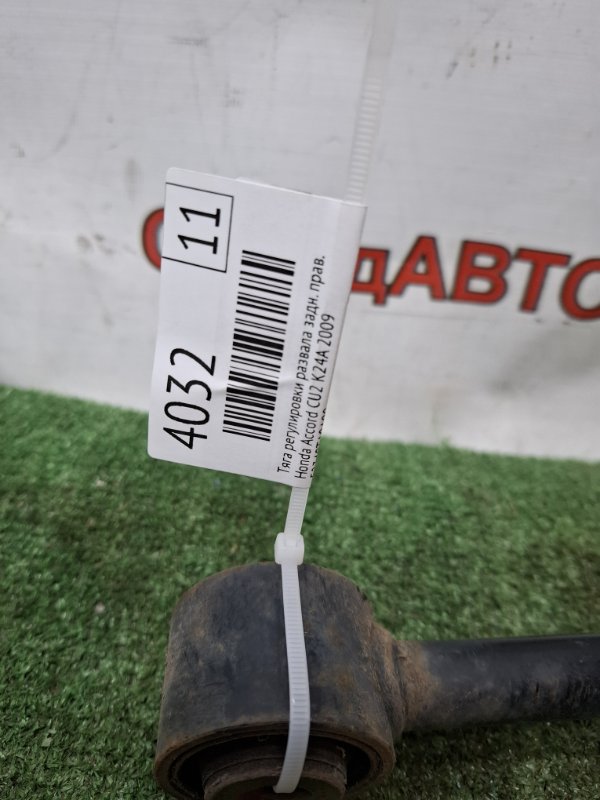 11
4032
Тяга регулировки развала задн. прав.
Honda Accord CU2 K24A 2009
дАВТО